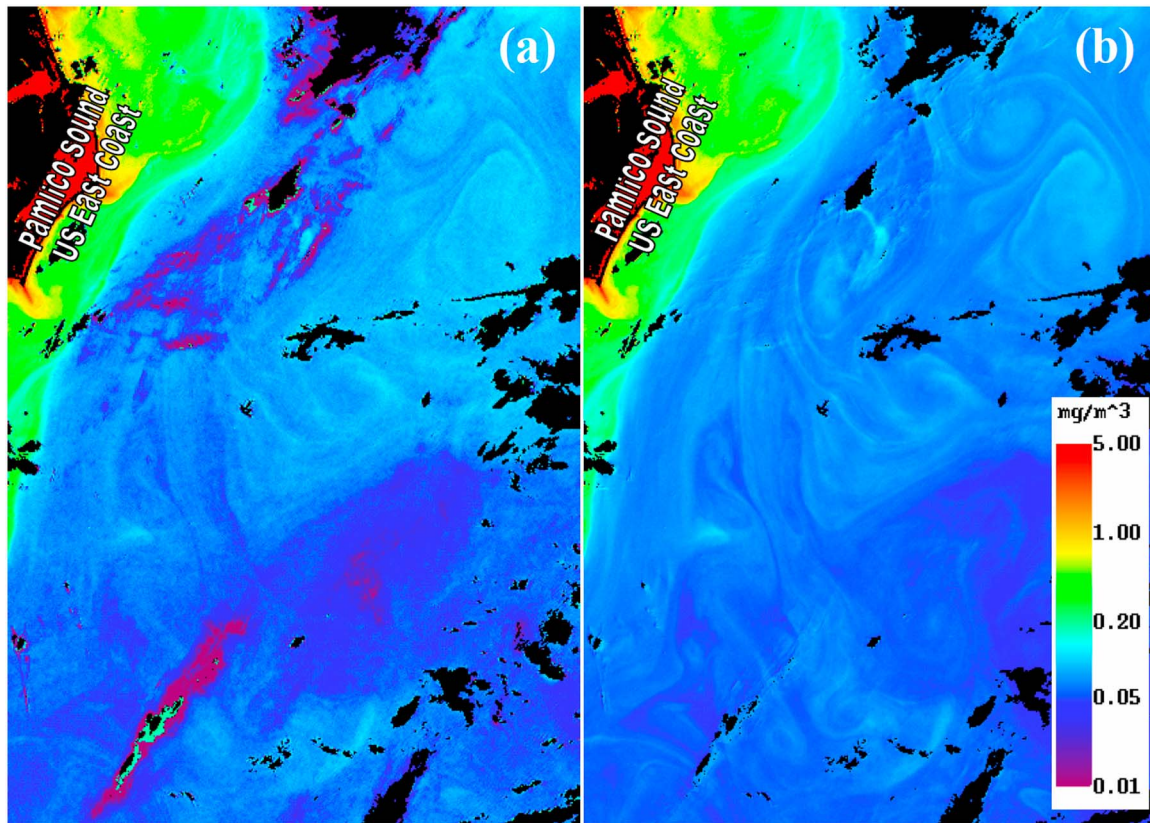 (a)
Pamlico Sound
US East Coast
(b)
Pamlico Sound
US East Coast
mg/m^3
5.00
1.00
0.20
0.05
0.01